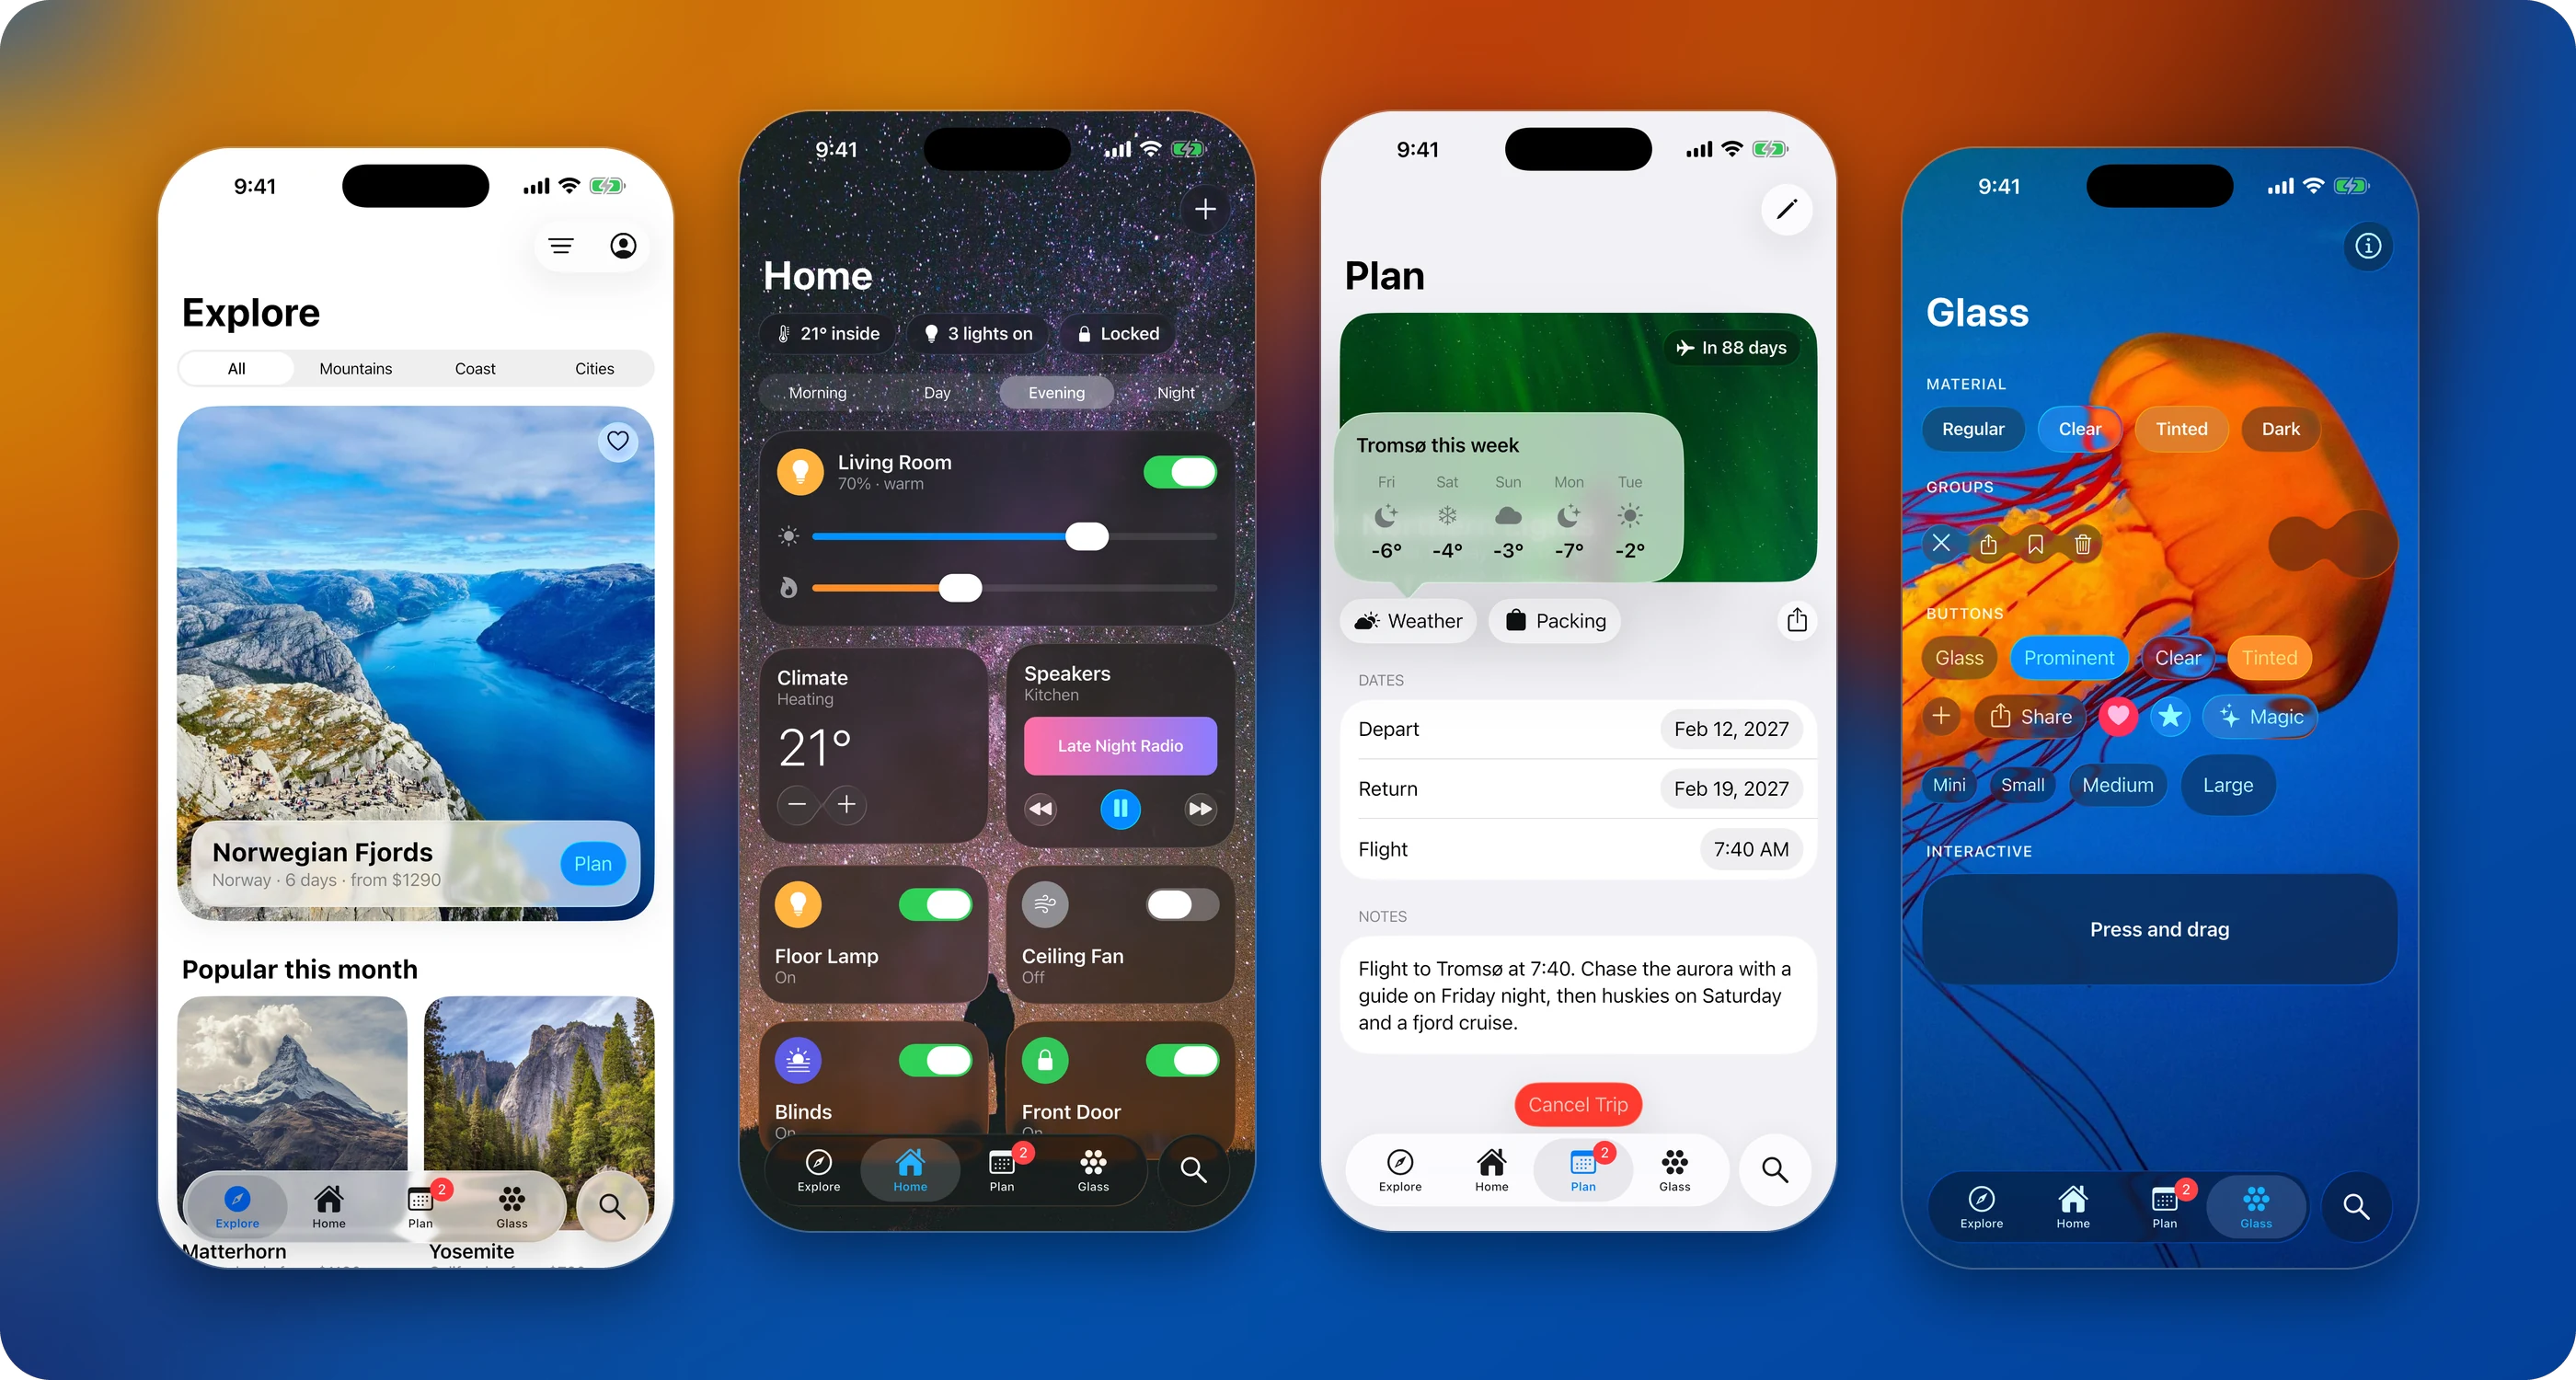 9:41
Explore
All
Mountains
Coast
Cities
Norwegian Fjords
Norway · 6 days · from $1290
Plan
Popular this month
Explore
Home
Plan
2
Glass
Matterhorn
Yosemite
9:41
Home
21° inside
3 lights on
Locked
Morning
Day
Evening
Night
Living Room
70% · warm
Climate
Heating
21°
Speakers
Kitchen
Late Night Radio
Floor Lamp
On
Ceiling Fan
Off
Blinds
On
Front Door
On
Explore
Home
Plan
2
Glass
9:41
Plan
In 88 days
Tromsø this week
Fri Sat Sun Mon Tue
-6° -4° -3° -7° -2°
Weather
Packing
DATES
Depart
Feb 12, 2027
Return
Feb 19, 2027
Flight
7:40 AM
NOTES
Flight to Tromsø at 7:40. Chase the aurora with a
guide on Friday night, then huskies on Saturday
and a fjord cruise.
Cancel Trip
Explore
Home
Plan
2
Glass
9:41
Glass
MATERIAL
Regular
Clear
Tinted
Dark
GROUPS
BUTTONS
Glass
Prominent
Clear
Tinted
Share
Magic
Mini
Small
Medium
Large
INTERACTIVE
Press and drag
Explore
Home
Plan
2
Glass